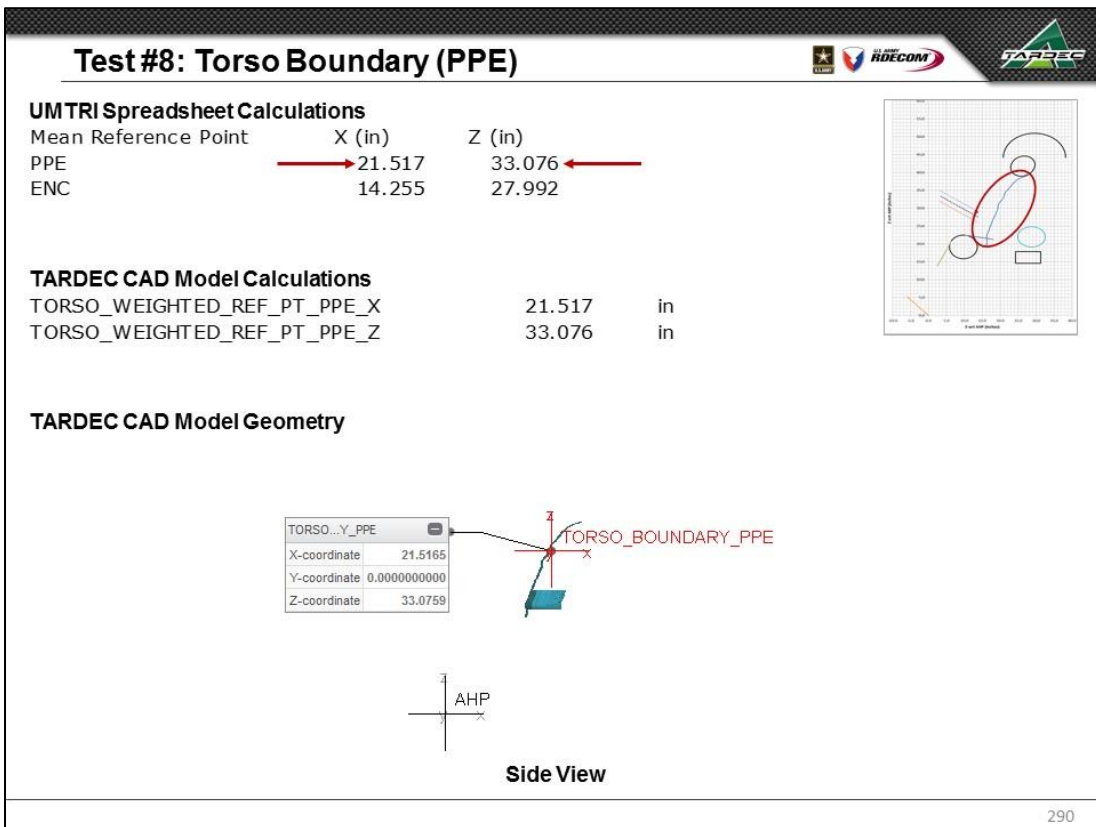 Test #8: Torso Boundary (PPE)
U.S. ARMY
RDECOM
TARDEC
UMTRI Spreadsheet Calculations
Mean Reference Point X (in) Z (in)
PPE 21.517 33.076
ENC 14.255 27.992
TARDEC CAD Model Calculations
TORSO_WEIGHTED_REF_PT_PPE_X 21.517 in
TORSO_WEIGHTED_REF_PT_PPE_Z 33.076 in
TARDEC CAD Model Geometry
TORSO...Y_PPE
X-coordinate 21.5165
Y-coordinate 0.0000000000
Z-coordinate 33.0759
Z
TORSO_BOUNDARY_PPE
X
Z
AHP
y X
Side View
290